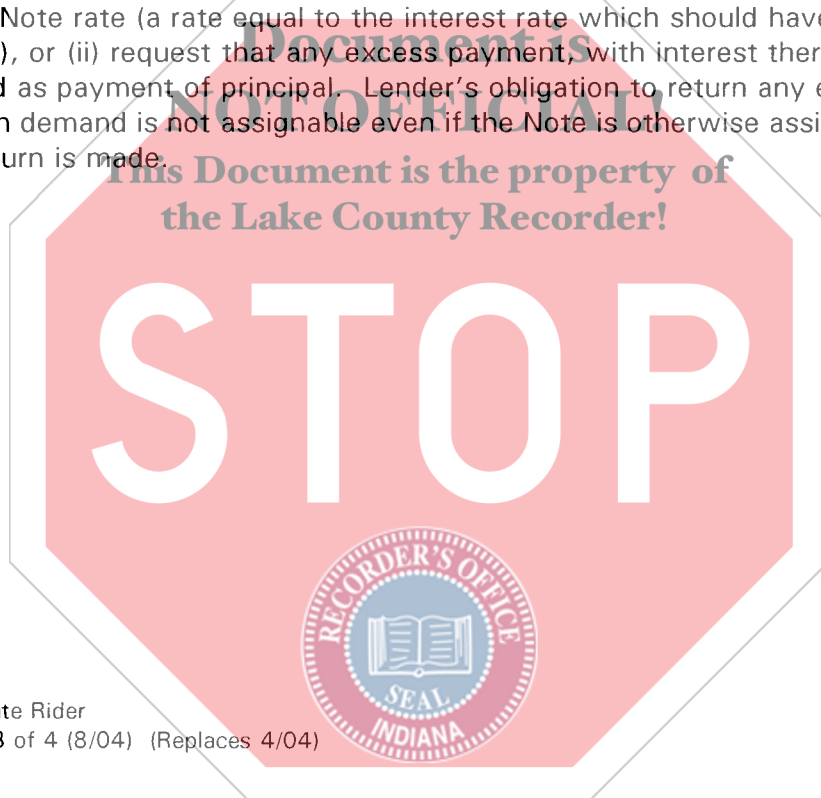 Note rate (a rate equal to the interest rate which should have
), or (ii) request that any excess payment, with interest ther
d as payment of principal. Lender's obligation to return any e
n demand is not assignable even if the Note is otherwise assi
urn is made.
Document is
NOT OFFICIAL!
This Document is the property of
the Lake County Recorder!
STOP
RECORDER'S OFFICE
SEAL
INDIANA
te Rider
3 of 4 (8/04) (Replaces 4/04)